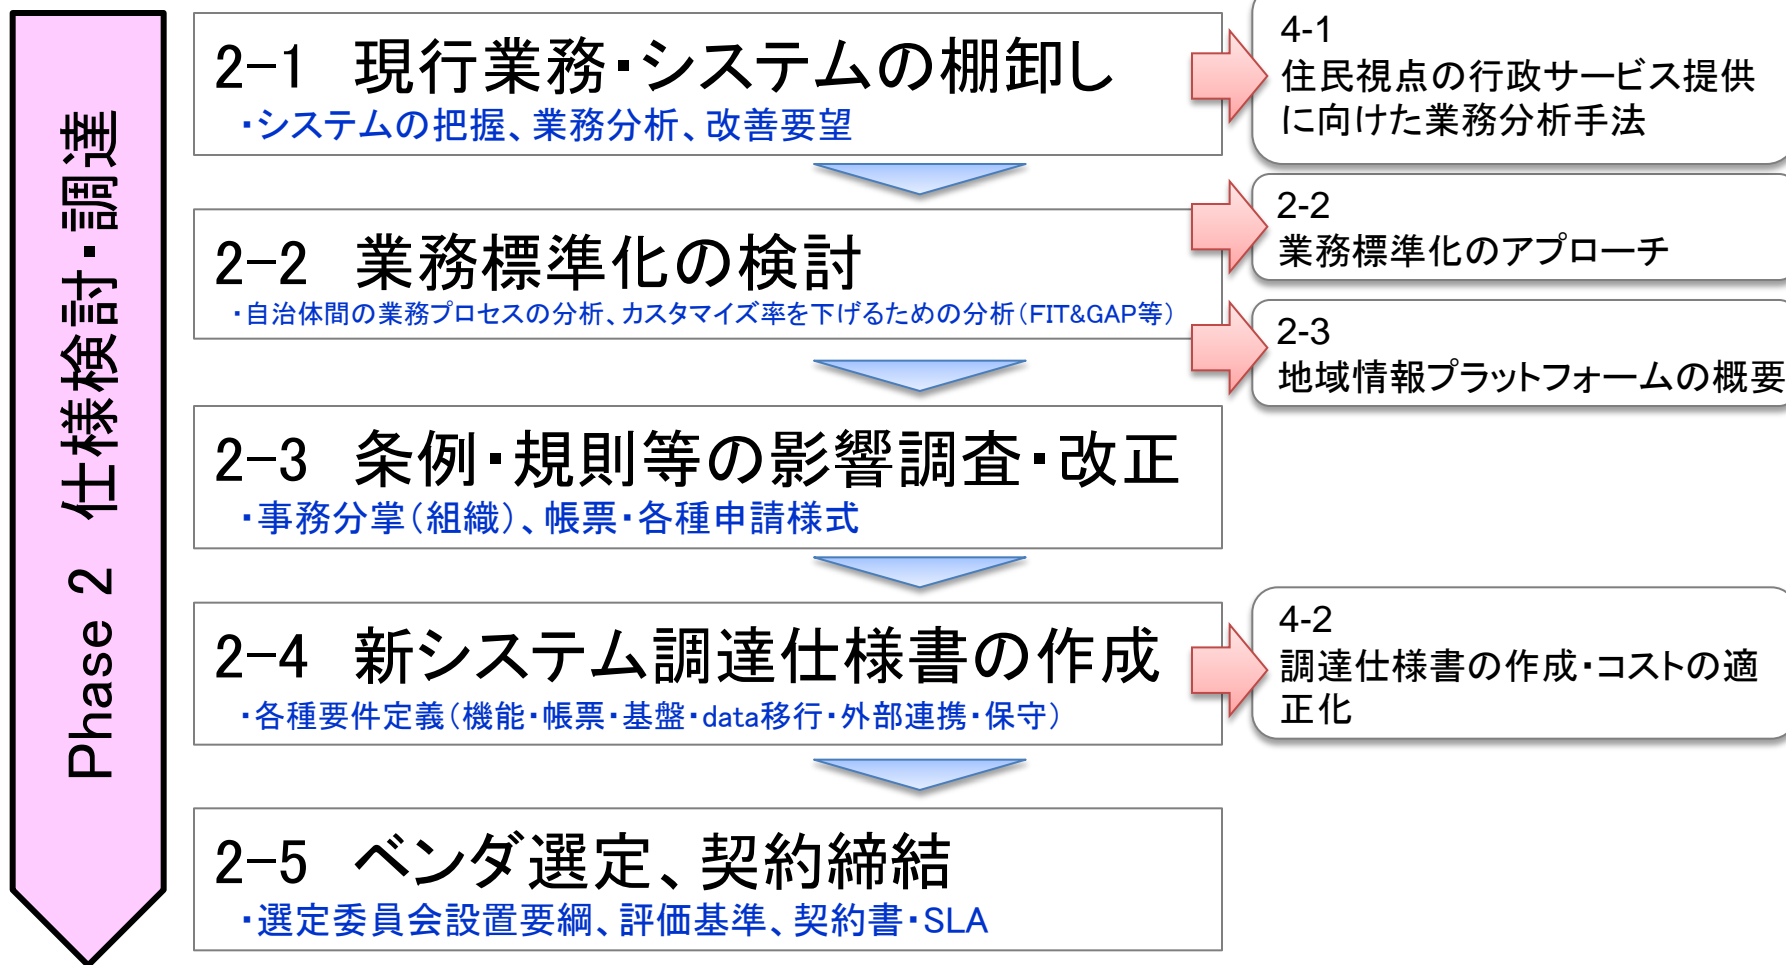 Phase 2　仕様検討・調達
2−1　現行業務・システムの棚卸し
・システムの把握、業務分析、改善要望
4-1
住民視点の行政サービス提供
に向けた業務分析手法
2−2　業務標準化の検討
・自治体間の業務プロセスの分析、カスタマイズ率を下げるための分析（FIT&GAP等）
2-2
業務標準化のアプローチ
2-3
地域情報プラットフォームの概要
2−3　条例・規則等の影響調査・改正
・事務分掌（組織）、帳票・各種申請様式
2−4　新システム調達仕様書の作成
・各種要件定義（機能・帳票・基盤・data移行・外部連携・保守）
4-2
調達仕様書の作成・コストの適
正化
2−5　ベンダ選定、契約締結
・選定委員会設置要綱、評価基準、契約書・SLA